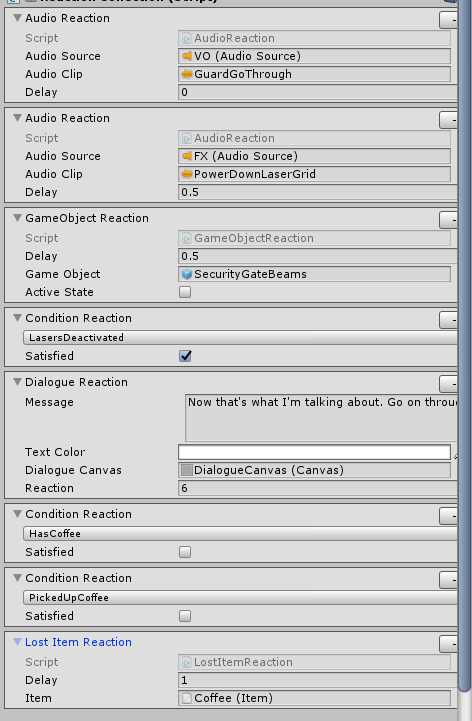 Reaction Collection (Script)
Audio Reaction
-
Script AudioReaction
Audio Source VO (Audio Source)
Audio Clip GuardGoThrough
Delay 0
Audio Reaction
-
Script AudioReaction
Audio Source FX (Audio Source)
Audio Clip PowerDownLaserGrid
Delay 0.5
GameObject Reaction
-
Script GameObjectReaction
Delay 0.5
Game Object SecurityGateBeams
Active State
Condition Reaction
-
LasersDeactivated
Satisfied
Dialogue Reaction
-
Message Now that's what I'm talking about. Go on throu
Text Color
Dialogue Canvas DialogueCanvas (Canvas)
Reaction 6
Condition Reaction
-
HasCoffee
Satisfied
Condition Reaction
-
PickedUpCoffee
Satisfied
Lost Item Reaction
-
Script LostItemReaction
Delay 1
Item Coffee (Item)